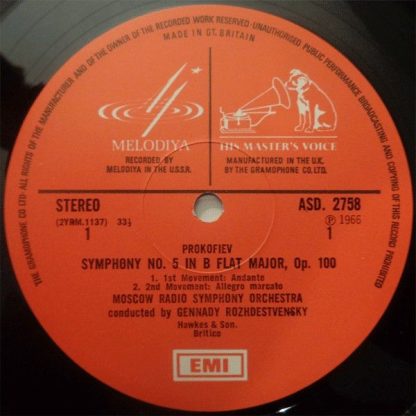 ALL RIGHTS OF THE MANUFACTURER AND OF THE OWNER OF THE RECORDED WORK RESERVED·UNAUTHORISED PUBLIC PERFORMANCE BROADCASTING AND COPYING OF THIS RECORD PROHIBITED
THE GRAMOPHONE CO LTD.
MADE IN GT. BRITAIN
MELODIYA
HIS MASTER'S VOICE
RECORDED BY
MELODIYA IN THE U.S.S.R.
MANUFACTURED IN THE U.K.
BY THE GRAMOPHONE CO. LTD.
STEREO
ASD. 2758
(2YRM.1137) 33⅓
℗ 1966
1
1
PROKOFIEV
SYMPHONY NO. 5 IN B FLAT MAJOR, Op. 100
1. 1st Movement: Andante
2. 2nd Movement: Allegro marcato
MOSCOW RADIO SYMPHONY ORCHESTRA
conducted by GENNADY ROZHDESTVENSKY
Hawkes & Son.
Britico
EMI